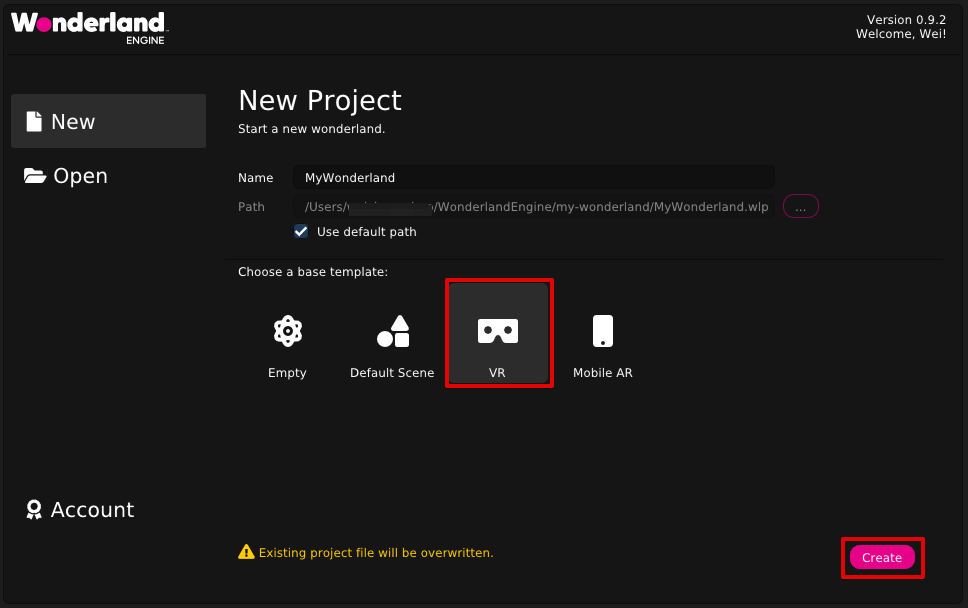 Wonderland
ENGINE
Version 0.9.2
Welcome, Wei!
New
Open
Account
New Project
Start a new wonderland.
Name MyWonderland
Path /Users/ /WonderlandEngine/my-wonderland/MyWonderland.wlp ...
Use default path
Choose a base template:
Empty Default Scene VR Mobile AR
Existing project file will be overwritten.
Create